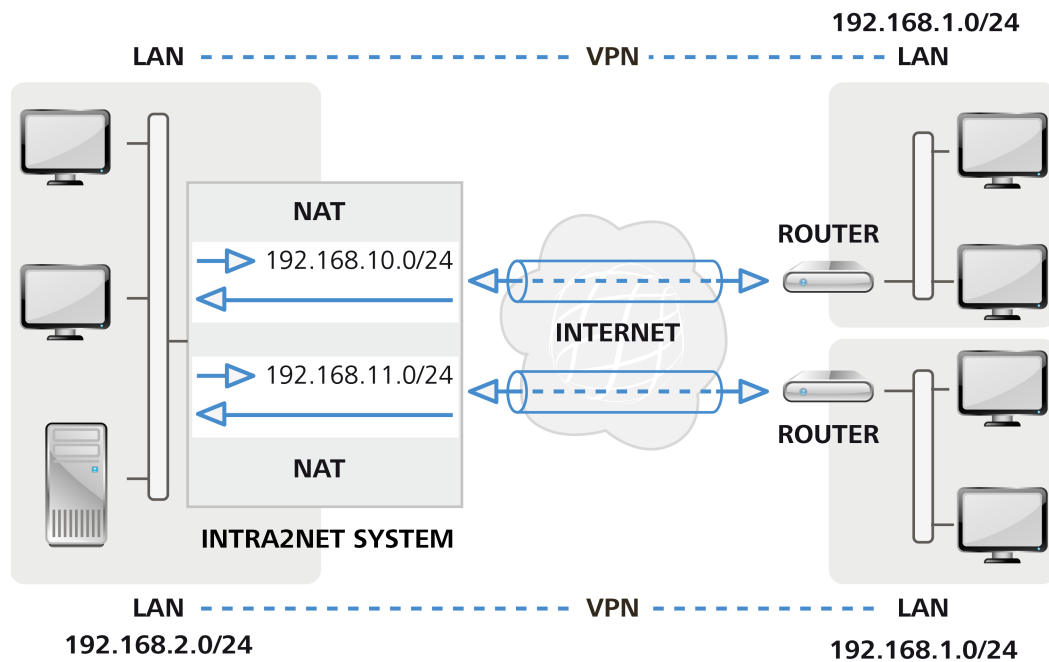 192.168.1.0/24
LAN VPN LAN
NAT
192.168.10.0/24
ROUTER
INTERNET
192.168.11.0/24
ROUTER
NAT
INTRA2NET SYSTEM
LAN VPN LAN
192.168.2.0/24
192.168.1.0/24